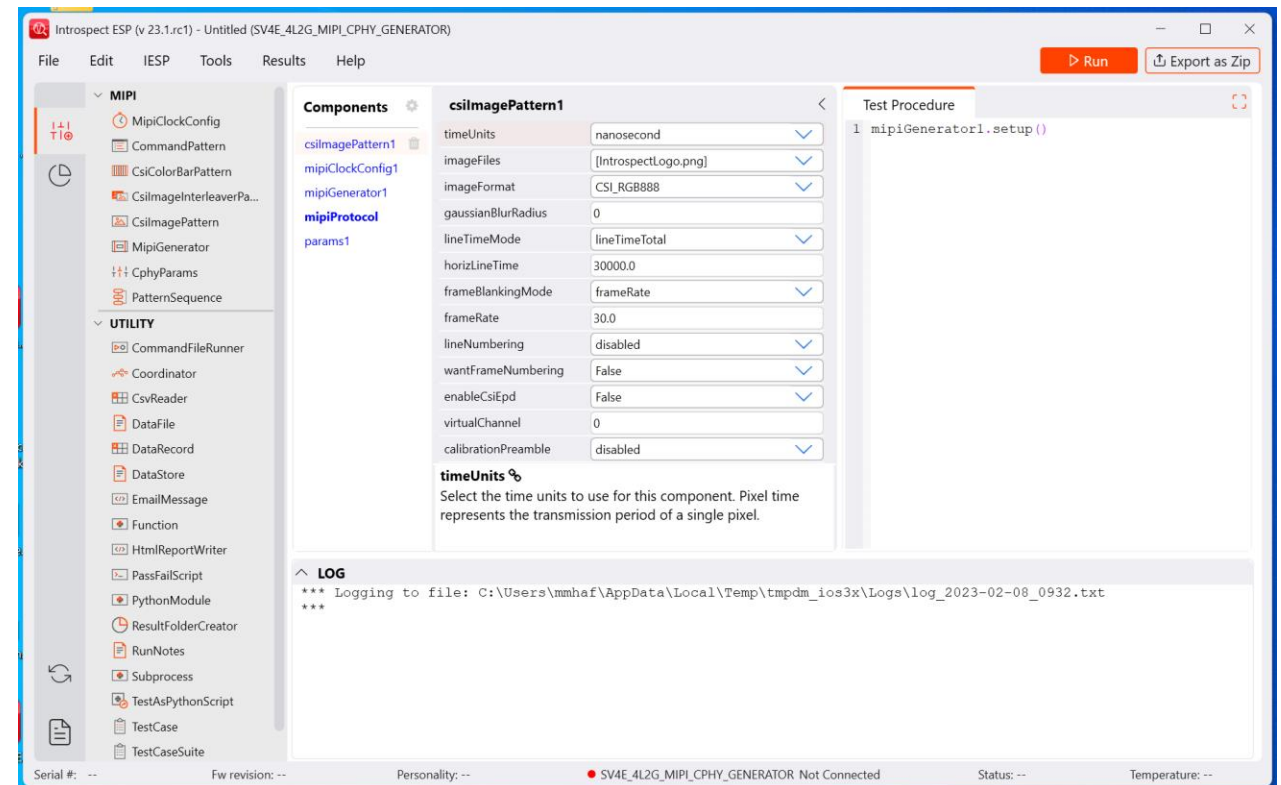 Introspect ESP (v 23.1.rc1) - Untitled (SV4E_4L2G_MIPI_CPHY_GENERATOR)
File Edit IESP Tools Results Help
Run
Export as Zip
MIPI
MipiClockConfig
CommandPattern
CsiColorBarPattern
CsiImageInterleaverPa...
CsiImagePattern
MipiGenerator
CphyParams
PatternSequence
UTILITY
CommandFileRunner
Coordinator
CsvReader
DataFile
DataRecord
DataStore
EmailMessage
Function
HtmlReportWriter
PassFailScript
PythonModule
ResultFolderCreator
RunNotes
Subprocess
TestAsPythonScript
TestCase
TestCaseSuite
Components
csiImagePattern1
mipiClockConfig1
mipiGenerator1
mipiProtocol
params1
csiImagePattern1
timeUnits nanosecond
imageFiles [IntrospectLogo.png]
imageFormat CSI_RGB888
gaussianBlurRadius 0
lineTimeMode lineTimeTotal
horizLineTime 30000.0
frameBlankingMode frameRate
frameRate 30.0
lineNumbering disabled
wantFrameNumbering False
enableCsiEpd False
virtualChannel 0
calibrationPreamble disabled
timeUnits
Select the time units to use for this component. Pixel time
represents the transmission period of a single pixel.
Test Procedure
1 mipiGenerator1.setup()
LOG
*** Logging to file: C:\Users\mmhaf\AppData\Local\Temp\tmpdm_ios3x\Logs\log_2023-02-08_0932.txt
***
Serial #: -- Fw revision: -- Personality: -- SV4E_4L2G_MIPI_CPHY_GENERATOR Not Connected Status: -- Temperature: --